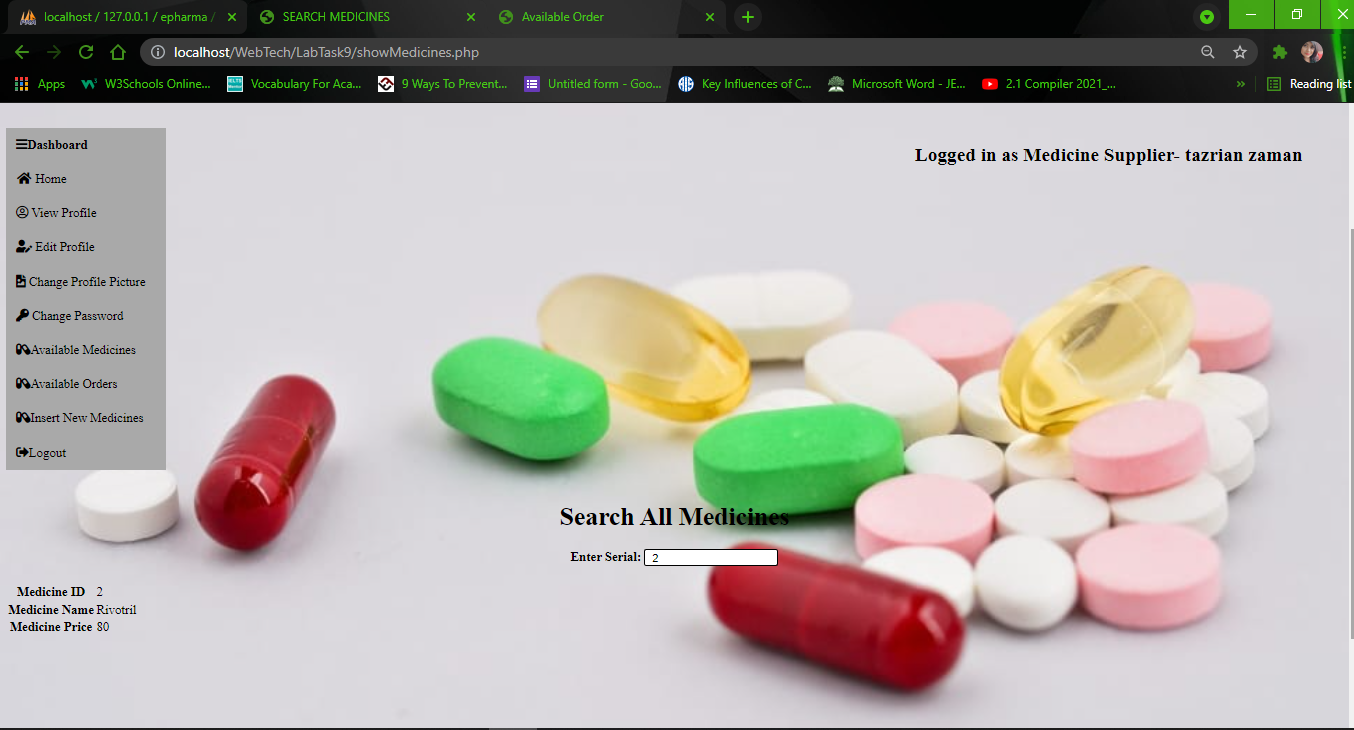 localhost / 127.0.0.1 / epharma /
SEARCH MEDICINES
Available Order
localhost/WebTech/LabTask9/showMedicines.php
Apps
W3Schools Online...
Vocabulary For Aca...
9 Ways To Prevent...
Untitled form - Goo...
Key Influences of C...
Microsoft Word - JE...
2.1 Compiler 2021_...
»
Reading list
Dashboard
Logged in as Medicine Supplier- tazrian zaman
Home
View Profile
Edit Profile
Change Profile Picture
Change Password
Available Medicines
Available Orders
Insert New Medicines
Logout
Search All Medicines
Enter Serial: 2
Medicine ID 2
Medicine Name Rivotril
Medicine Price 80